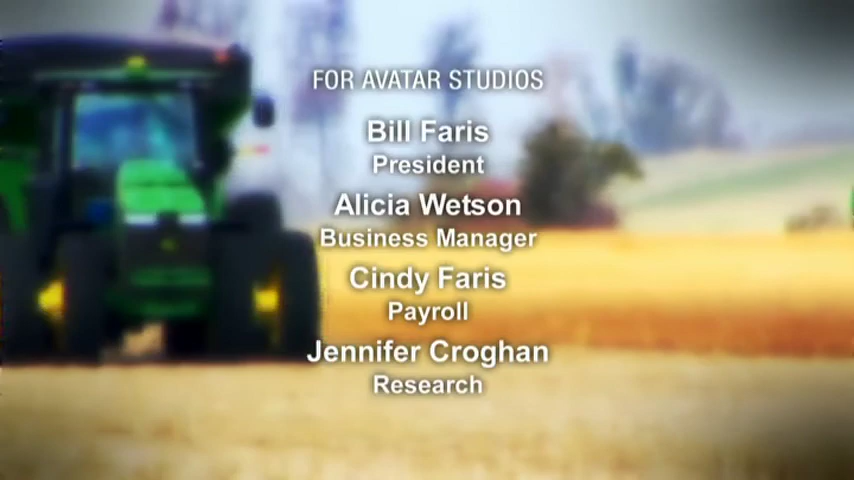 FOR AVATAR STUDIOS
Bill Faris
President
Alicia Wetson
Business Manager
Cindy Faris
Payroll
Jennifer Croghan
Research